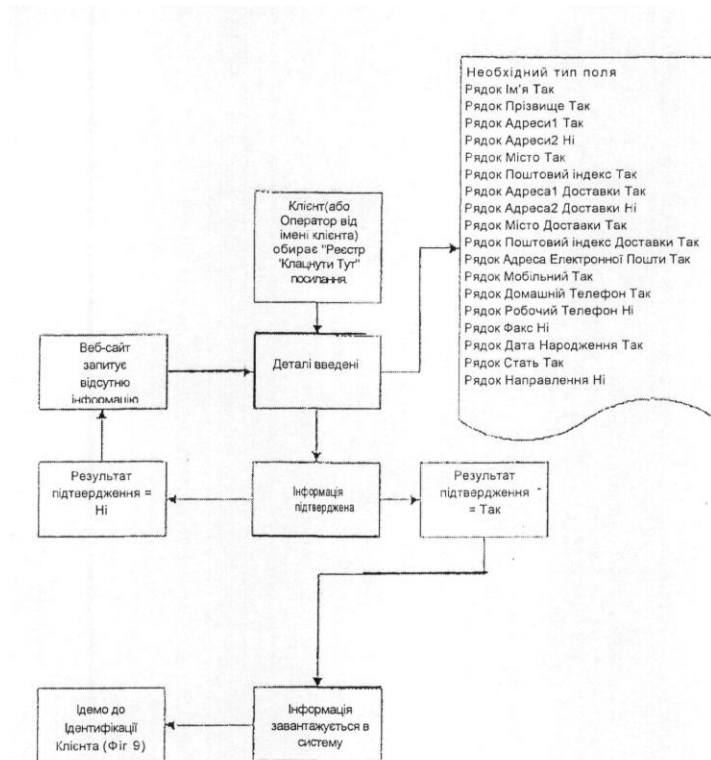 Необхідний тип поля
Рядок Ім'я Так
Рядок Прізвище Так
Рядок Адреси1 Так
Рядок Адреси2 Ні
Рядок Місто Так
Рядок Поштовий індекс Так
Рядок Адреса1 Доставки Так
Рядок Адреса2 Доставки Ні
Рядок Місто Доставки Так
Рядок Поштовий індекс Доставки Так
Рядок Адреса Електронної Пошти Так
Рядок Мобільний Так
Рядок Домашній Телефон Так
Рядок Робочий Телефон Ні
Рядок Факс Ні
Рядок Дата Народження Так
Рядок Стать Так
Рядок Направлення Ні
Клієнт(або
Оператор від
імені клієнта)
обирає "Реєстр
'Клацнути Тут"
посилання.
Веб-сайт
запитує
відсутню
інформацію
Деталі введені
Результат
підтвердження =
Ні
Інформація
підтверджена
Результат
підтвердження
= Так
Ідемо до
Ідентифікації
Клієнта (Фіг 9)
Інформація
завантажується в
систему